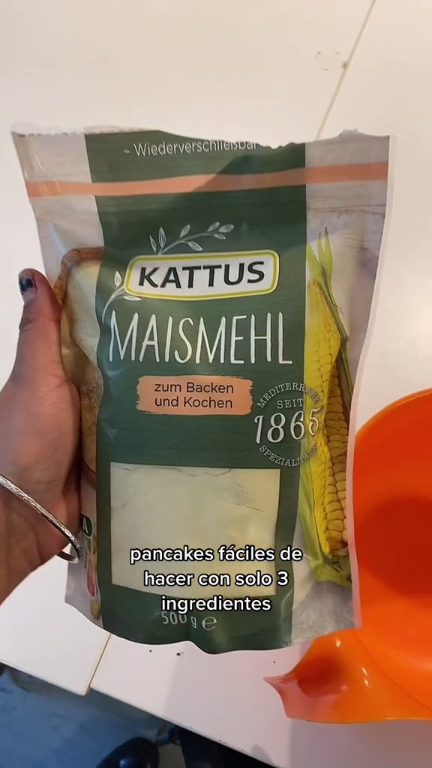 - Wiederverschließbar -
KATTUS
MAISMEHL
zum Backen
und Kochen
MEDITERRANE
SEIT
1865
SPEZIALITÄTEN
pancakes fáciles de
hacer con solo 3
ingredientes
500 g e